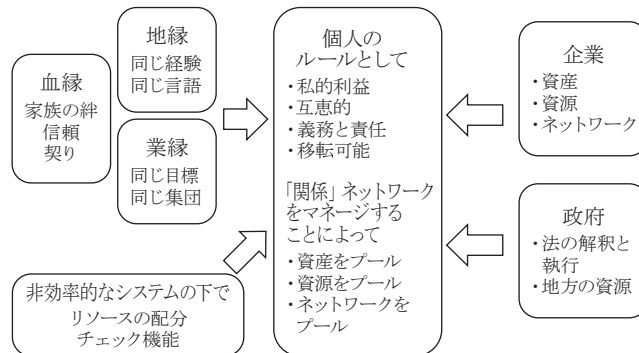 血縁
家族の絆
信頼
契り
地縁
同じ経験
同じ言語
業縁
同じ目標
同じ集団
非効率的なシステムの下で
リソースの配分
チェック機能
個人の
ルールとして
・私的利益
・互恵的
・義務と責任
・移転可能
「関係」ネットワーク
をマネージする
ことによって
・資産をプール
・資源をプール
・ネットワークを
プール
企業
・資産
・資源
・ネットワーク
政府
・法の解釈と
執行
・地方の資源